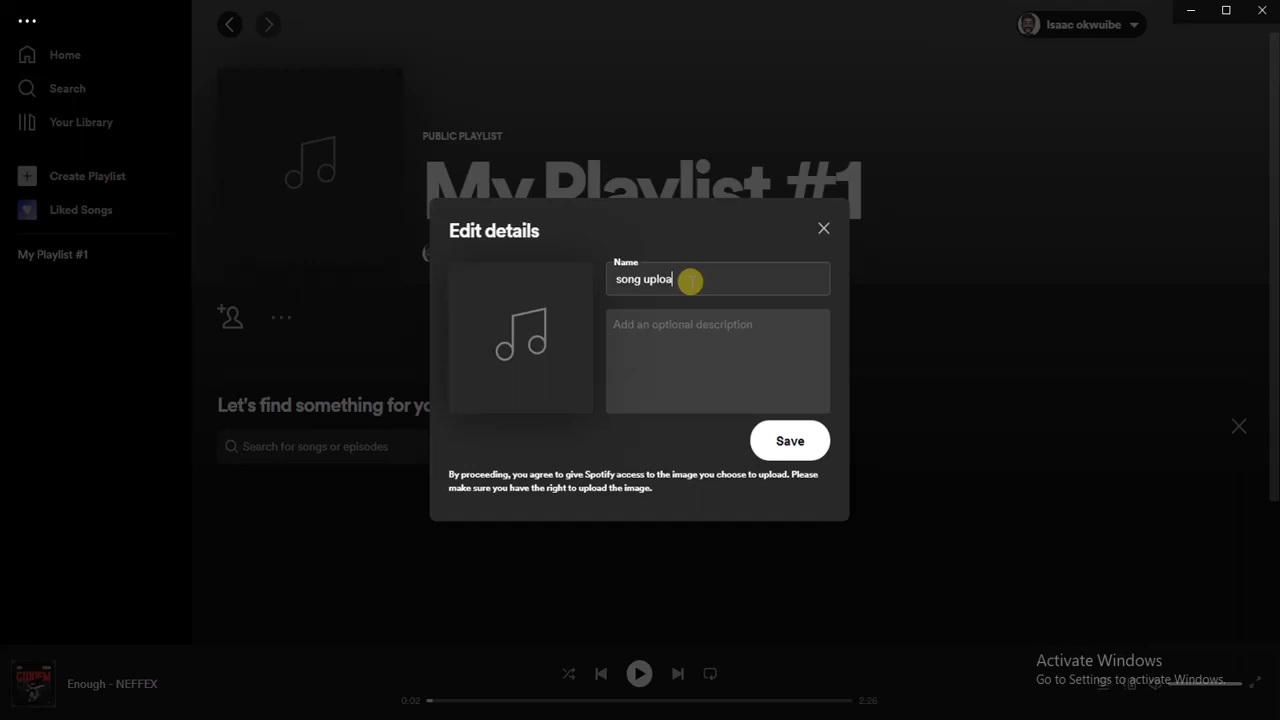 Isaac okwuibe
Home
Search
Your Library
Create Playlist
Liked Songs
My Playlist #1
PUBLIC PLAYLIST
My Playlist #1
Edit details
Name
song uploa
Add an optional description
Save
By proceeding, you agree to give Spotify access to the image you choose to upload. Please
make sure you have the right to upload the image.
Let's find something for yo
Search for songs or episodes
Enough - NEFFEX
0:02
2:26
Activate Windows
Go to Settings to activate Windows.